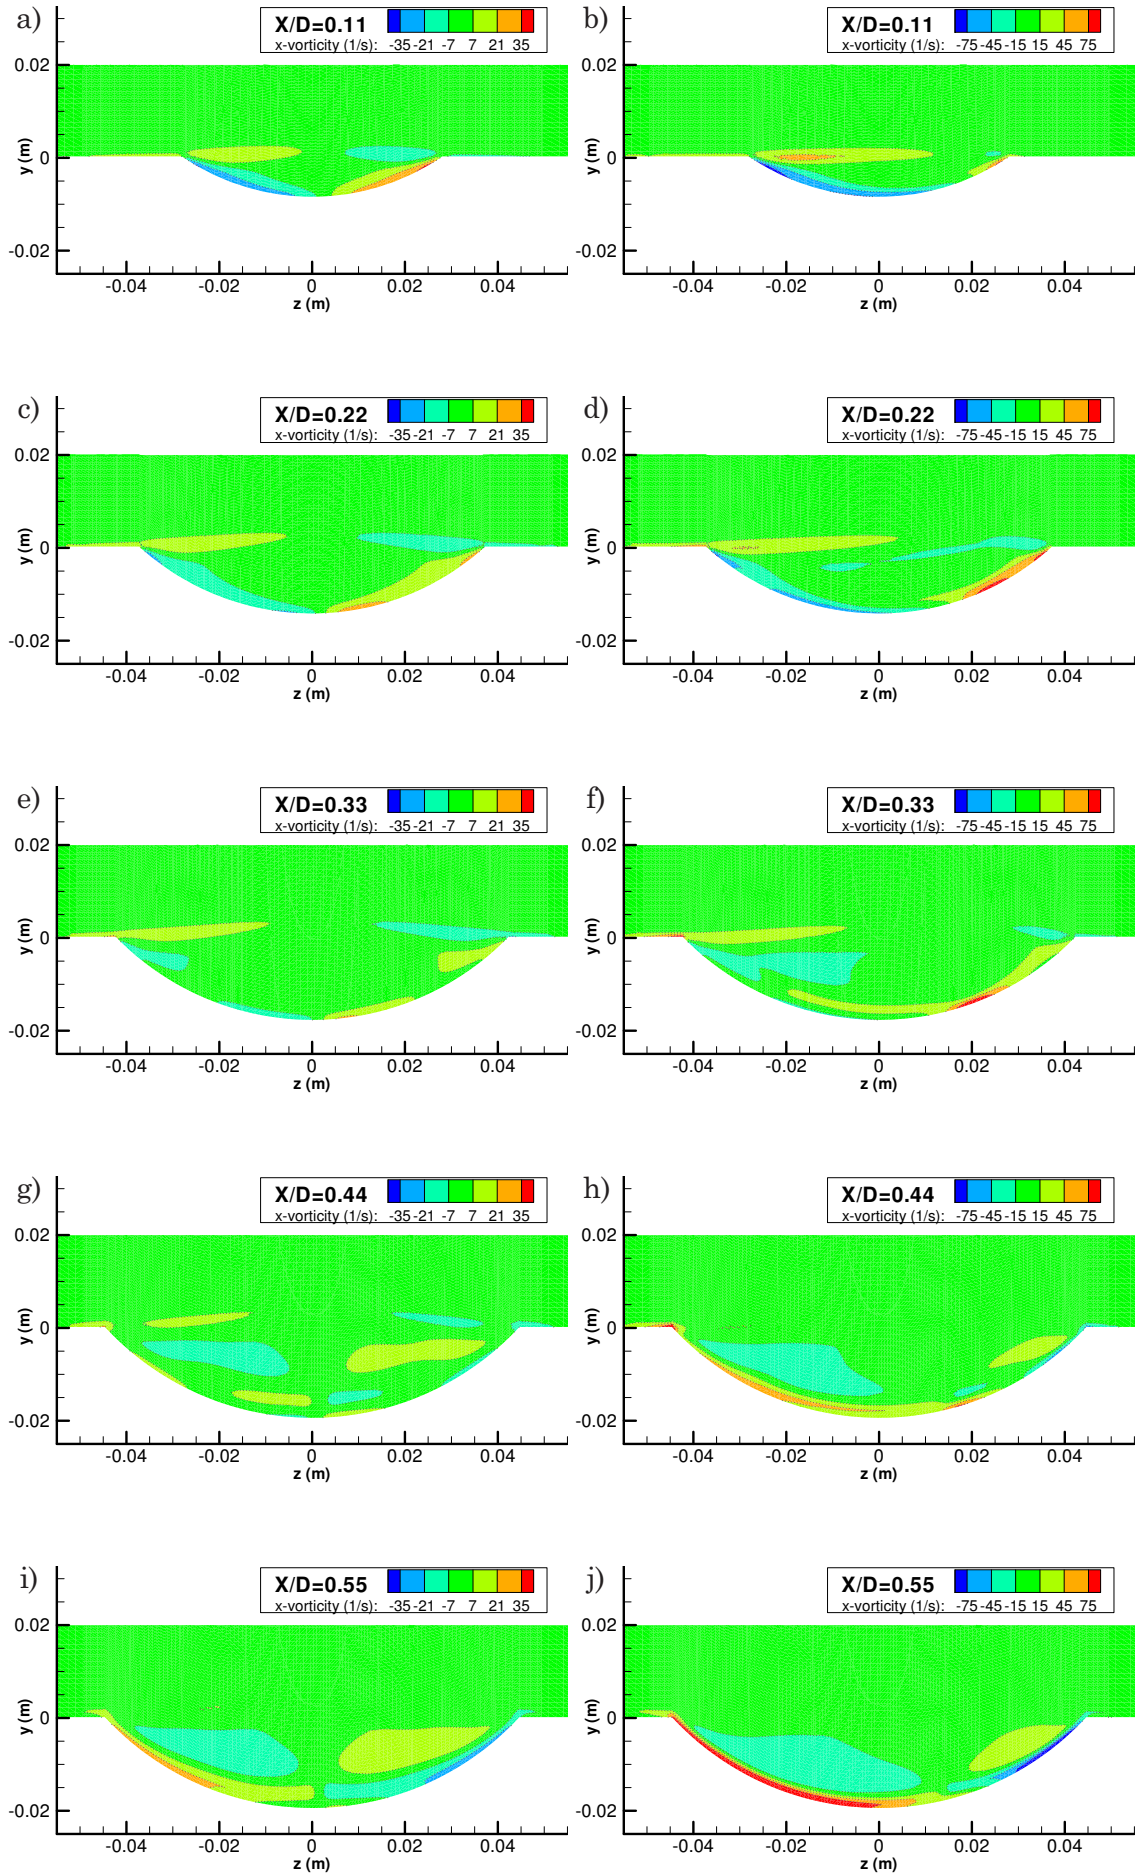 a)
X/D=0.11
x-vorticity (1/s): -35 -21 -7 7 21 35
0.02
0
-0.02
y (m)
-0.04 -0.02 0 0.02 0.04
z (m)
b)
X/D=0.11
x-vorticity (1/s): -75 -45 -15 15 45 75
0.02
0
-0.02
y (m)
-0.04 -0.02 0 0.02 0.04
z (m)
c)
X/D=0.22
x-vorticity (1/s): -35 -21 -7 7 21 35
0.02
0
-0.02
y (m)
-0.04 -0.02 0 0.02 0.04
z (m)
d)
X/D=0.22
x-vorticity (1/s): -75 -45 -15 15 45 75
0.02
0
-0.02
y (m)
-0.04 -0.02 0 0.02 0.04
z (m)
e)
X/D=0.33
x-vorticity (1/s): -35 -21 -7 7 21 35
0.02
0
-0.02
y (m)
-0.04 -0.02 0 0.02 0.04
z (m)
f)
X/D=0.33
x-vorticity (1/s): -75 -45 -15 15 45 75
0.02
0
-0.02
y (m)
-0.04 -0.02 0 0.02 0.04
z (m)
g)
X/D=0.44
x-vorticity (1/s): -35 -21 -7 7 21 35
0.02
0
-0.02
y (m)
-0.04 -0.02 0 0.02 0.04
z (m)
h)
X/D=0.44
x-vorticity (1/s): -75 -45 -15 15 45 75
0.02
0
-0.02
y (m)
-0.04 -0.02 0 0.02 0.04
z (m)
i)
X/D=0.55
x-vorticity (1/s): -35 -21 -7 7 21 35
0.02
0
-0.02
y (m)
-0.04 -0.02 0 0.02 0.04
z (m)
j)
X/D=0.55
x-vorticity (1/s): -75 -45 -15 15 45 75
0.02
0
-0.02
y (m)
-0.04 -0.02 0 0.02 0.04
z (m)